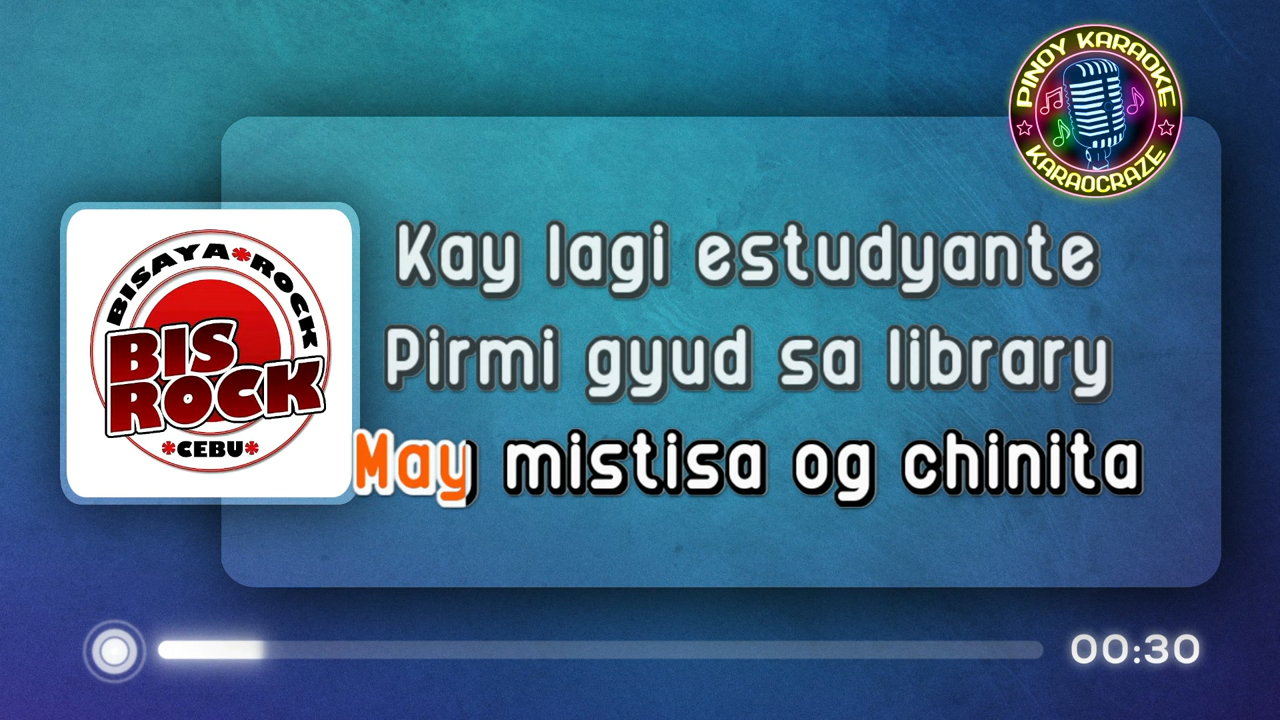 PINOY KARAOKE
KARAOCRAZE
BISAYA ROCK
BIS
ROCK
CEBU
Kay lagi estudyante
Pirmi gyud sa library
May mistisa og chinita
00:30